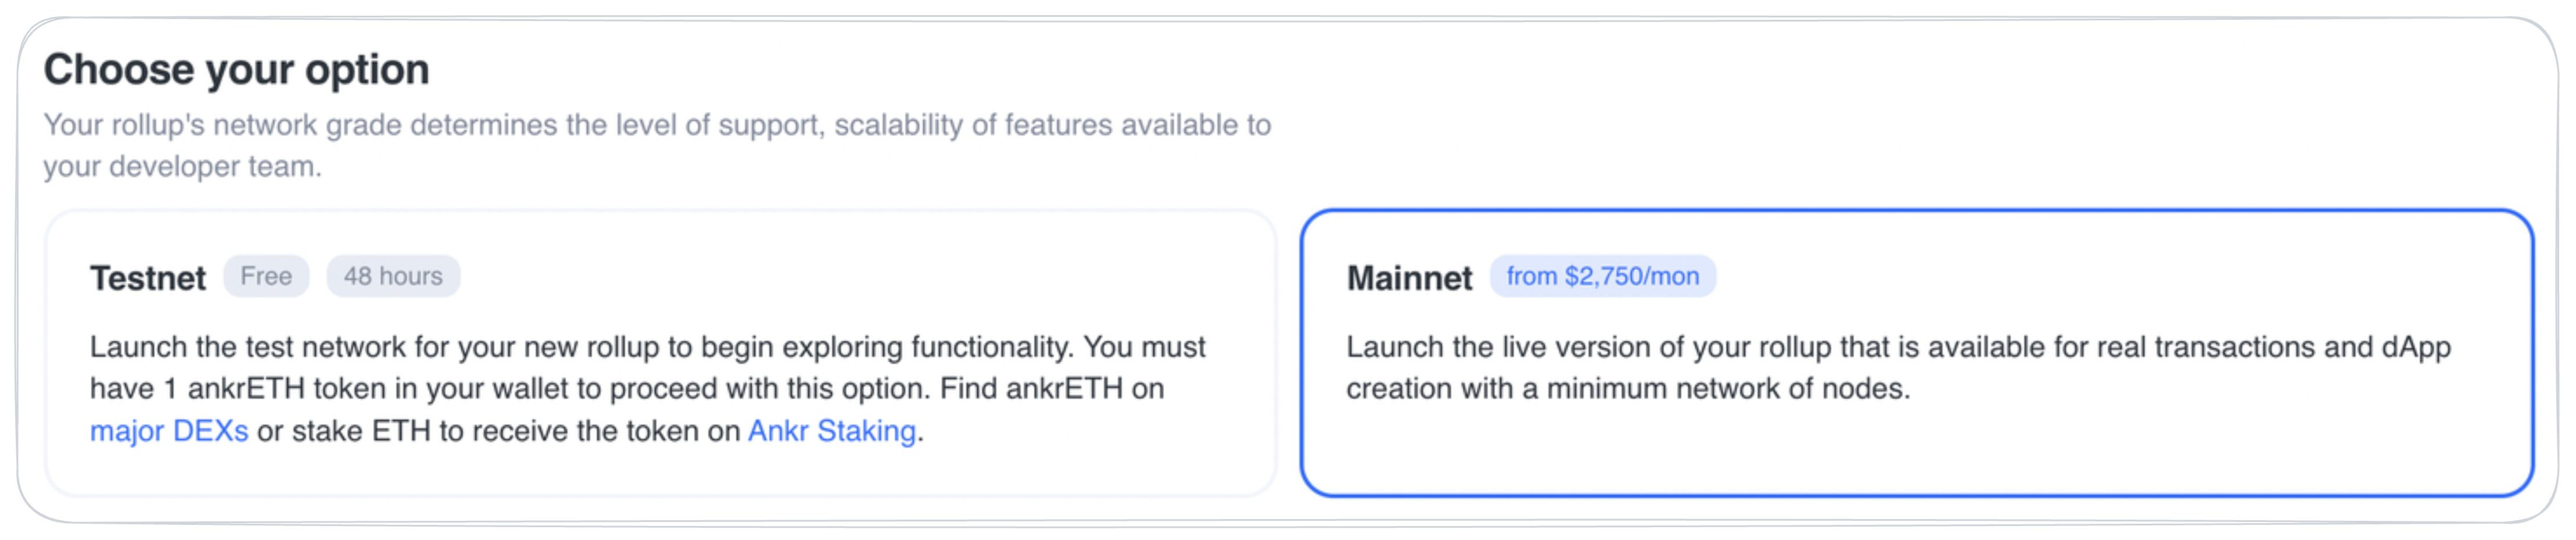 Choose your option
Your rollup's network grade determines the level of support, scalability of features available to
your developer team.
Testnet Free 48 hours
Launch the test network for your new rollup to begin exploring functionality. You must
have 1 ankrETH token in your wallet to proceed with this option. Find ankrETH on
major DEXs or stake ETH to receive the token on Ankr Staking.
Mainnet from $2,750/mon
Launch the live version of your rollup that is available for real transactions and dApp
creation with a minimum network of nodes.